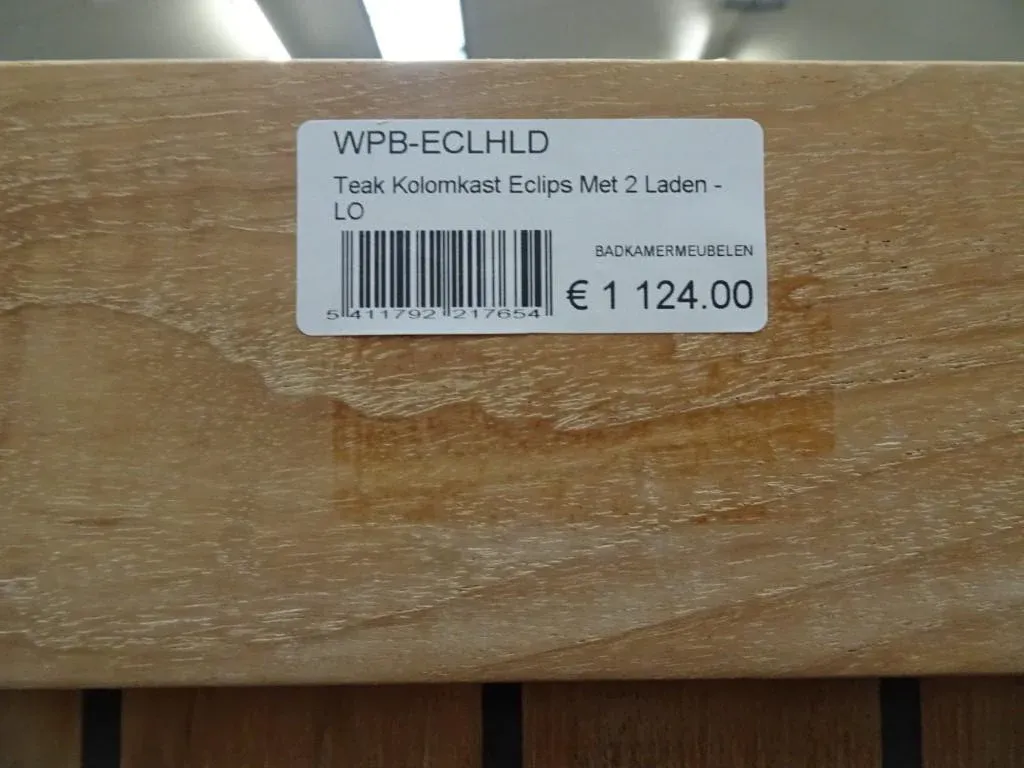 WPB-ECLHLD
Teak Kolomkast Eclips Met 2 Laden -
LO
BADKAMERMEUBELEN
€ 1 124.00
5 411792 217654